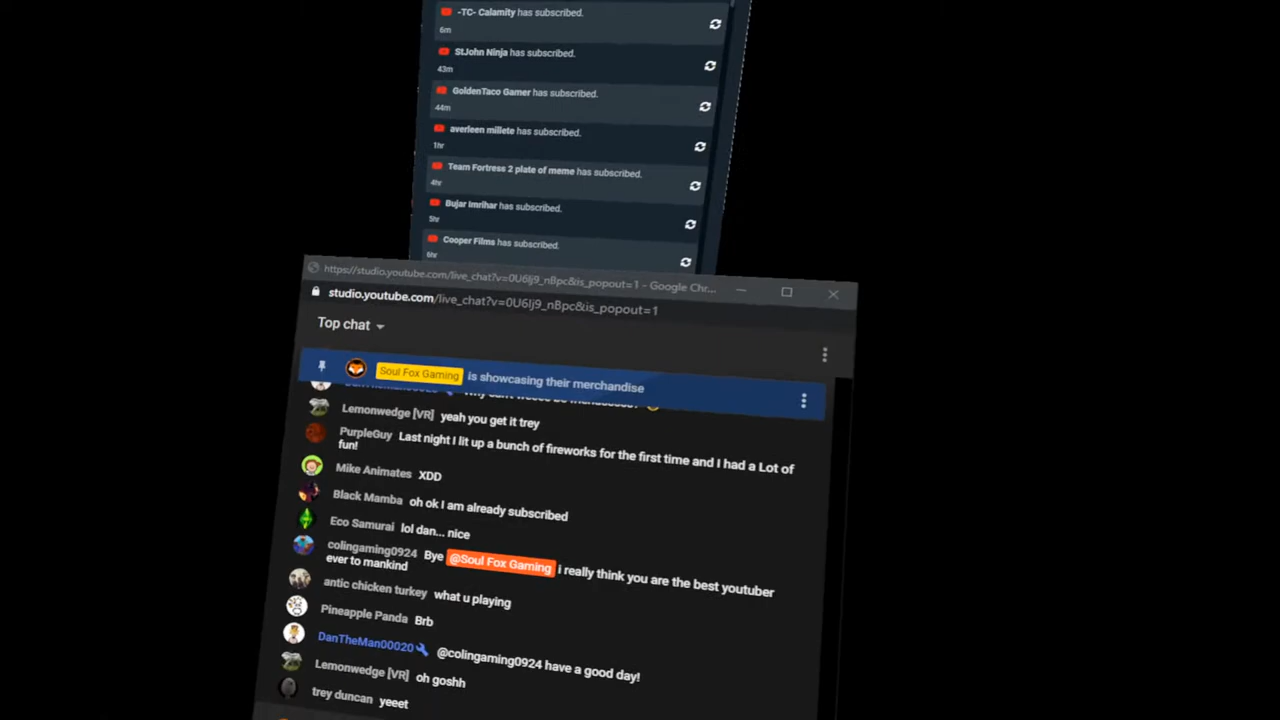 -TC- Calamity has subscribed.
6m
StJohn Ninja has subscribed.
43m
GoldenTaco Gamer has subscribed.
44m
averleen millete has subscribed.
1hr
Team Fortress 2 plate of meme has subscribed.
4hr
Bujar Imrihar has subscribed.
5hr
Cooper Films has subscribed.
6hr
https://studio.youtube.com/live_chat?v=0U6Ij9_nBpc&is_popout=1 - Google Chr...
studio.youtube.com/live_chat?v=0U6Ij9_nBpc&is_popout=1
Top chat
Soul Fox Gaming is showcasing their merchandise
Lemonwedge [VR] yeah you get it trey
PurpleGuy Last night I lit up a bunch of fireworks for the first time and I had a Lot of
fun!
Mike Animates XDD
Black Mamba oh ok I am already subscribed
Eco Samurai lol dan... nice
colingaming0924 Bye @Soul Fox Gaming i really think you are the best youtuber
ever to mankind
antic chicken turkey what u playing
Pineapple Panda Brb
DanTheMan00020 @colingaming0924 have a good day!
Lemonwedge [VR] oh goshh
trey duncan yeeet